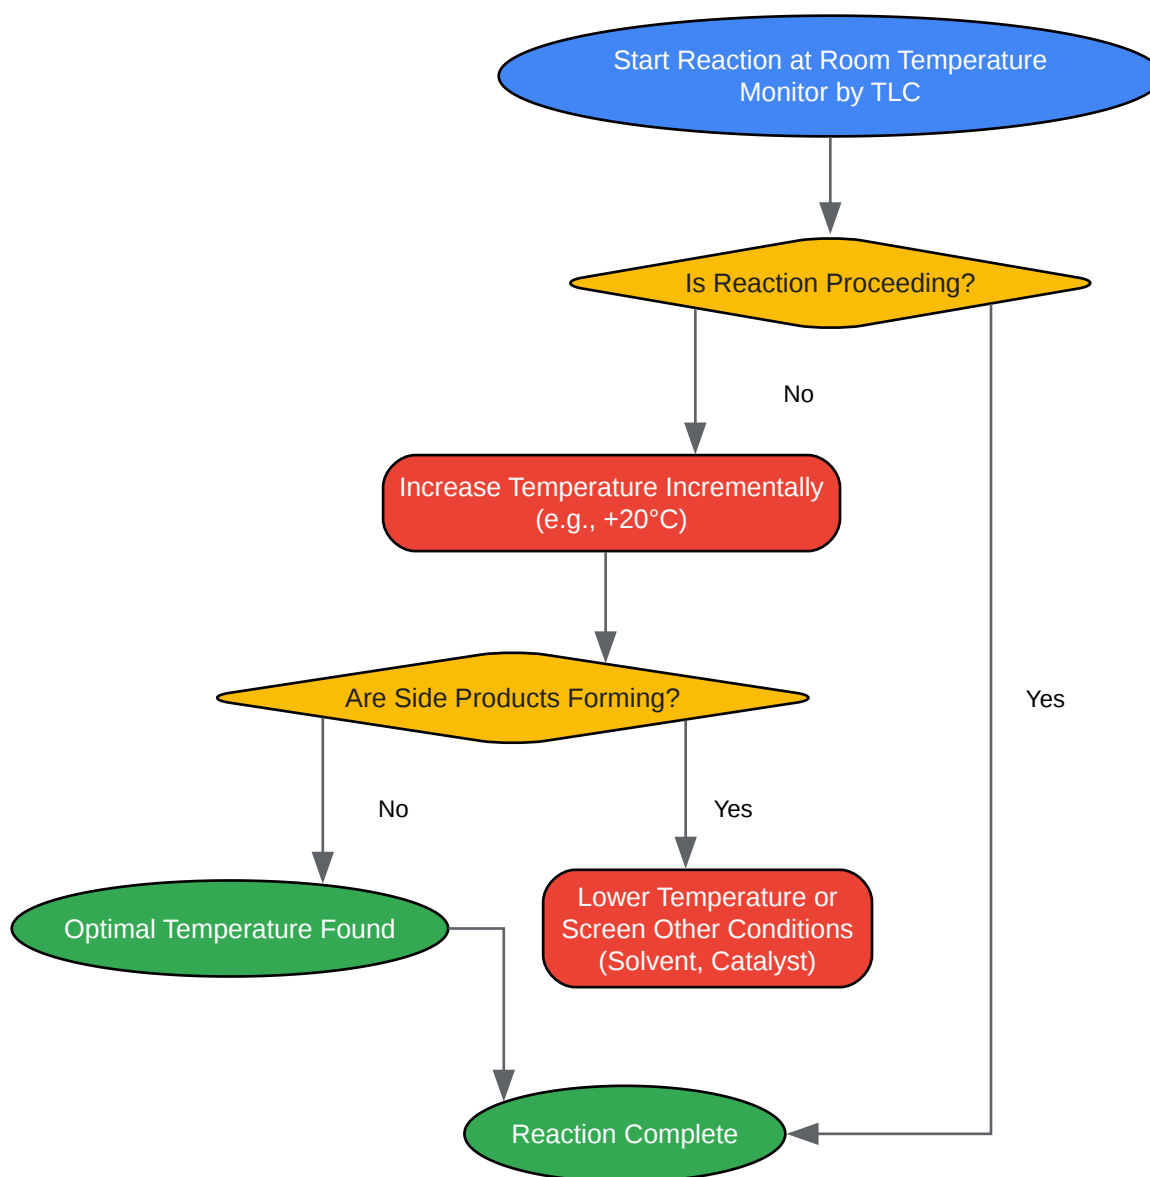 Start Reaction at Room Temperature
Monitor by TLC
Is Reaction Proceeding?
No
Increase Temperature Incrementally
(e.g., +20°C)
Are Side Products Forming?
Yes
No
Yes
Optimal Temperature Found
Lower Temperature or
Screen Other Conditions
(Solvent, Catalyst)
Reaction Complete